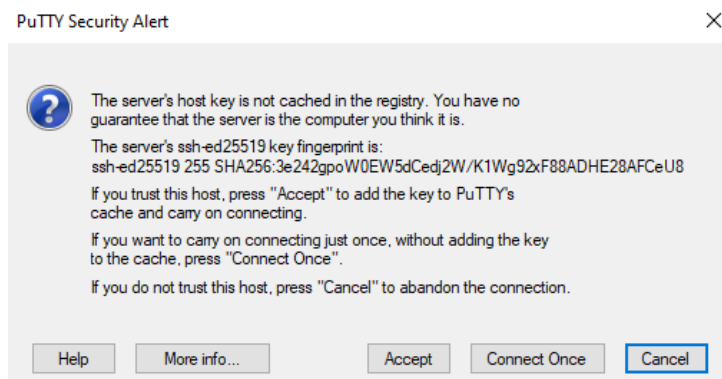 PuTTY Security Alert
The server's host key is not cached in the registry. You have no
guarantee that the server is the computer you think it is.
The server's ssh-ed25519 key fingerprint is:
ssh-ed25519 255 SHA256:3e242gpoW0EW5dCedj2W/K1Wg92xF88ADHE28AFCeU8
If you trust this host, press "Accept" to add the key to PuTTY's
cache and carry on connecting.
If you want to carry on connecting just once, without adding the key
to the cache, press "Connect Once".
If you do not trust this host, press "Cancel" to abandon the connection.
Help More info... Accept Connect Once Cancel